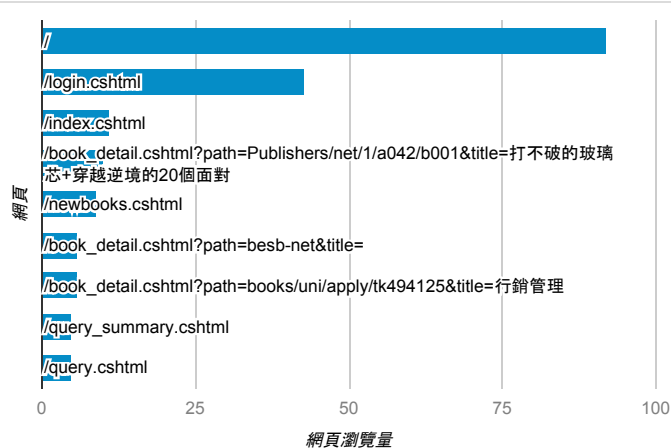 /
/login.cshtml
/index.cshtml
/book_detail.cshtml?path=Publishers/net/1/a042/b001&title=打不破的玻璃
芯+穿越逆境的20個面對
/newbooks.cshtml
/book_detail.cshtml?path=besb-net&title=
/book_detail.cshtml?path=books/uni/apply/tk494125&title=行銷管理
/query_summary.cshtml
/query.cshtml
網頁
0 25 50 75 100
網頁瀏覽量